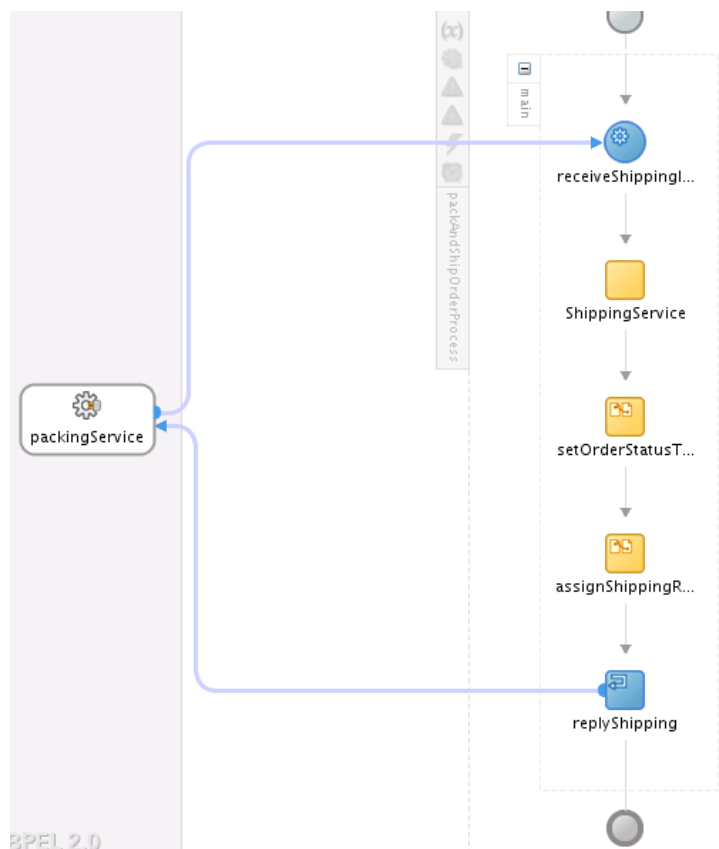 (x)
main
receiveShippingI...
packAndShipOrderProcess
ShippingService
packingService
setOrderStatusT...
assignShippingR...
replyShipping
BPEL 2.0